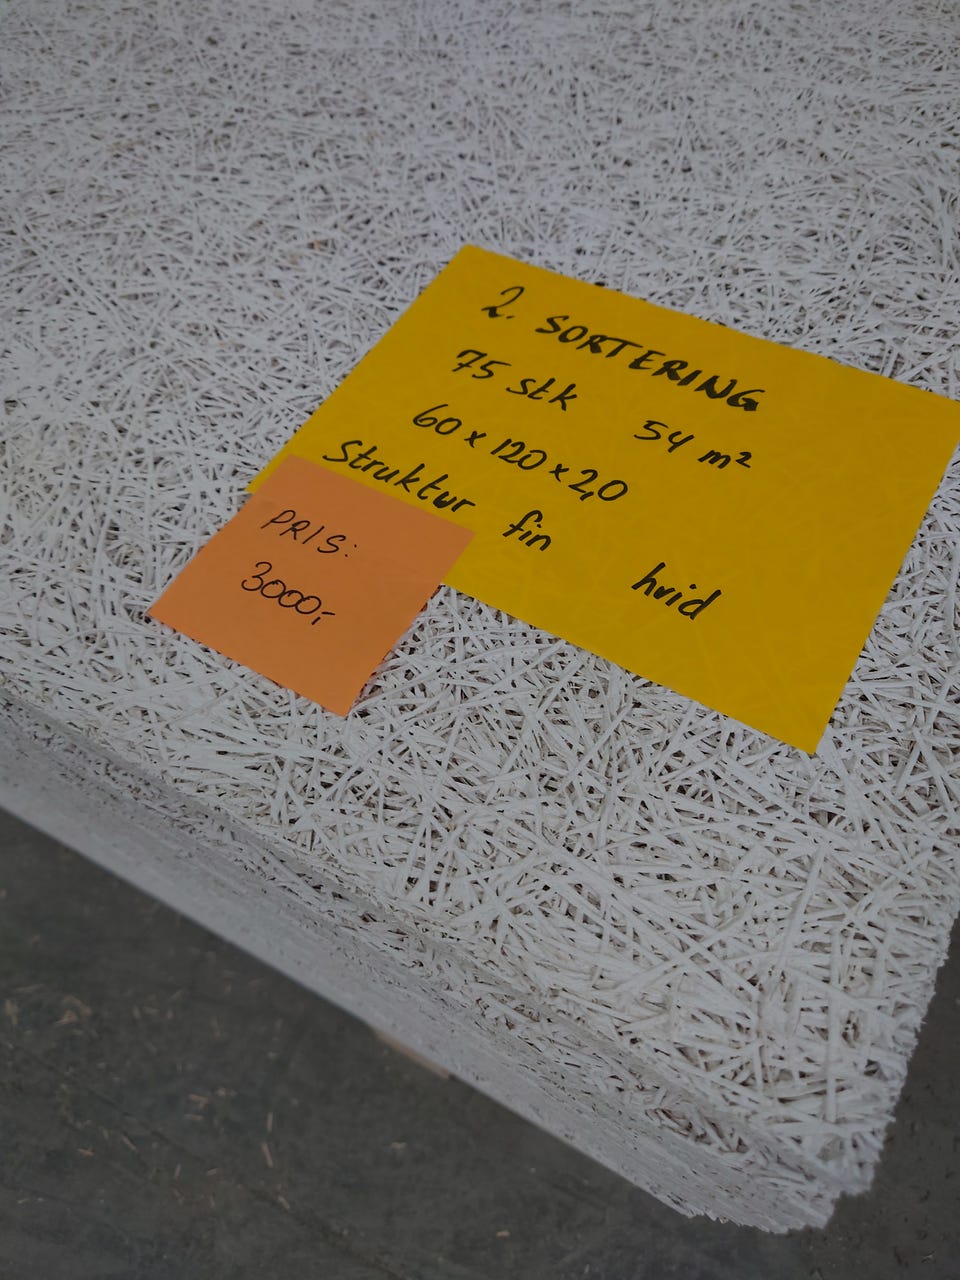 2. SORTERING
75 stk 54 m²
60 x 120 x 2,0
Struktur fin
hvid
PRIS:
3000,-